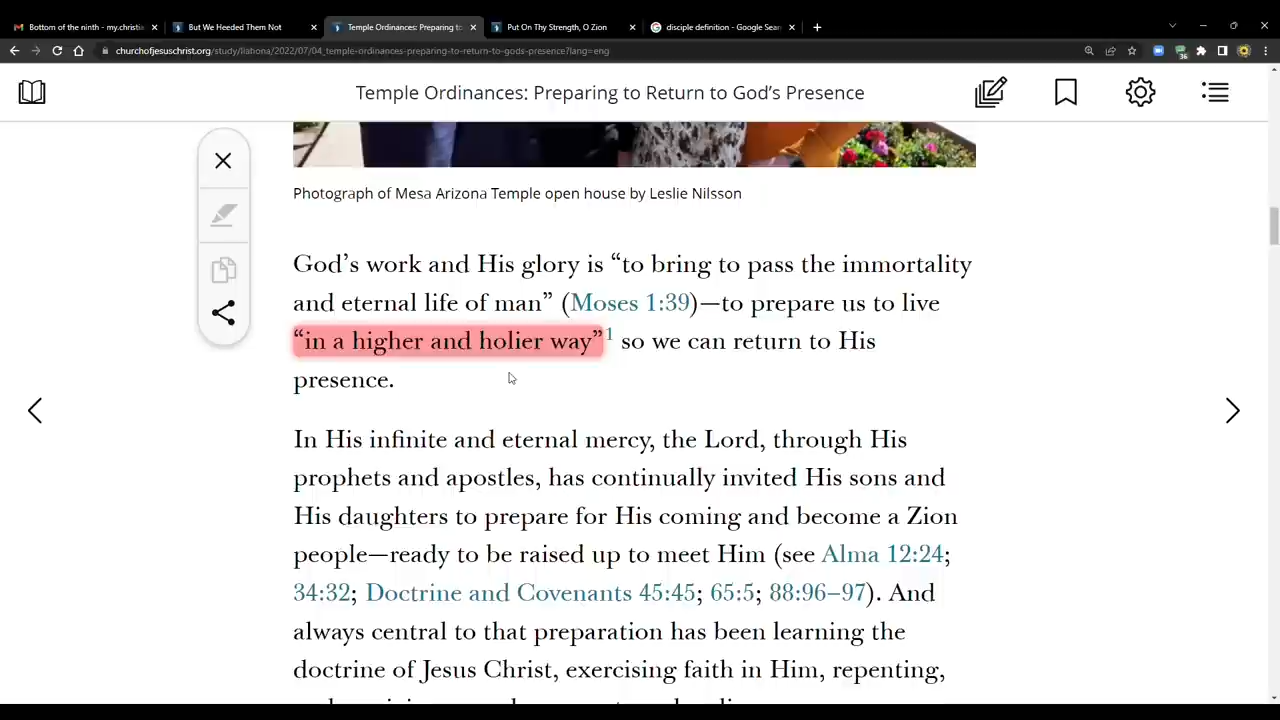 Bottom of the ninth - my.christi
But We Heeded Them Not
Temple Ordinances: Preparing to
Put On Thy Strength, O Zion
disciple definition - Google Sear
churchofjesuschrist.org/study/liahona/2022/07/04_temple-ordinances-preparing-to-return-to-gods-presence?lang=eng
36
Temple Ordinances: Preparing to Return to God’s Presence
Photograph of Mesa Arizona Temple open house by Leslie Nilsson
God’s work and His glory is “to bring to pass the immortality
and eternal life of man” (Moses 1:39)—to prepare us to live
“in a higher and holier way”1 so we can return to His
presence.
In His infinite and eternal mercy, the Lord, through His
prophets and apostles, has continually invited His sons and
His daughters to prepare for His coming and become a Zion
people—ready to be raised up to meet Him (see Alma 12:24;
34:32; Doctrine and Covenants 45:45; 65:5; 88:96–97). And
always central to that preparation has been learning the
doctrine of Jesus Christ, exercising faith in Him, repenting,